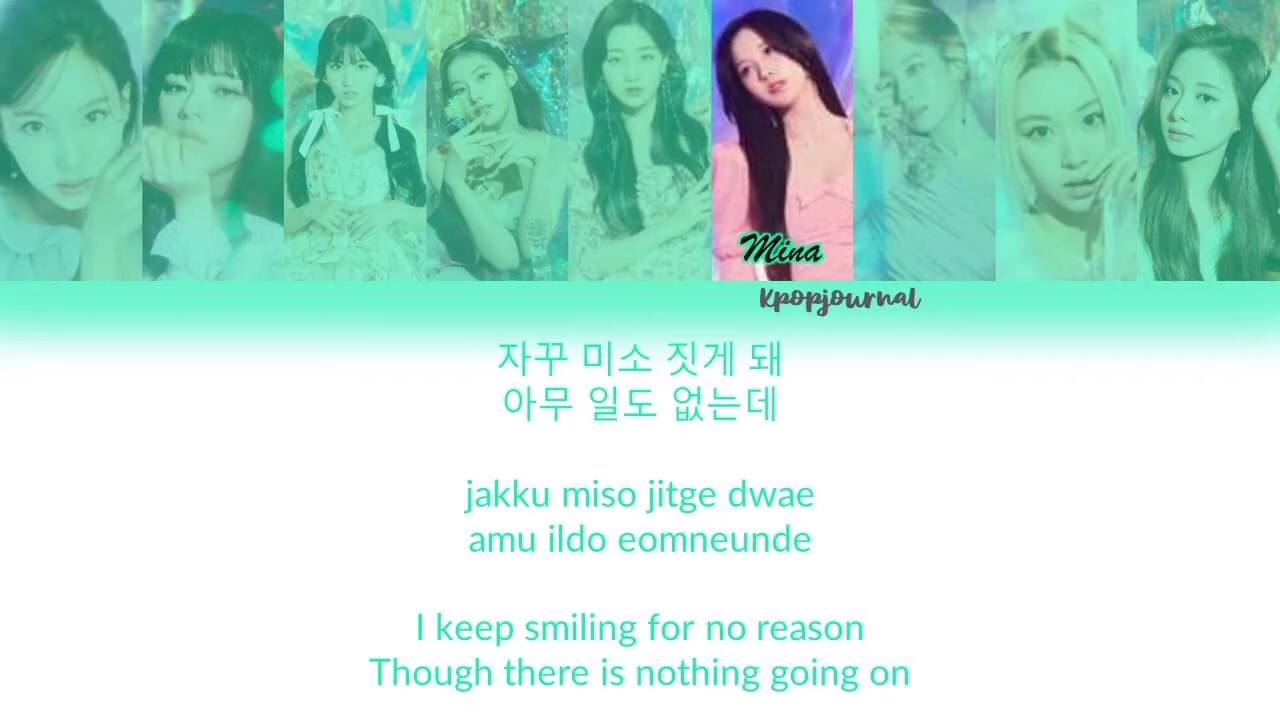 Mina
Kpopjournal
자꾸 미소 짓게 돼
아무 일도 없는데
jakku miso jitge dwae
amu ildo eomneunde
I keep smiling for no reason
Though there is nothing going on